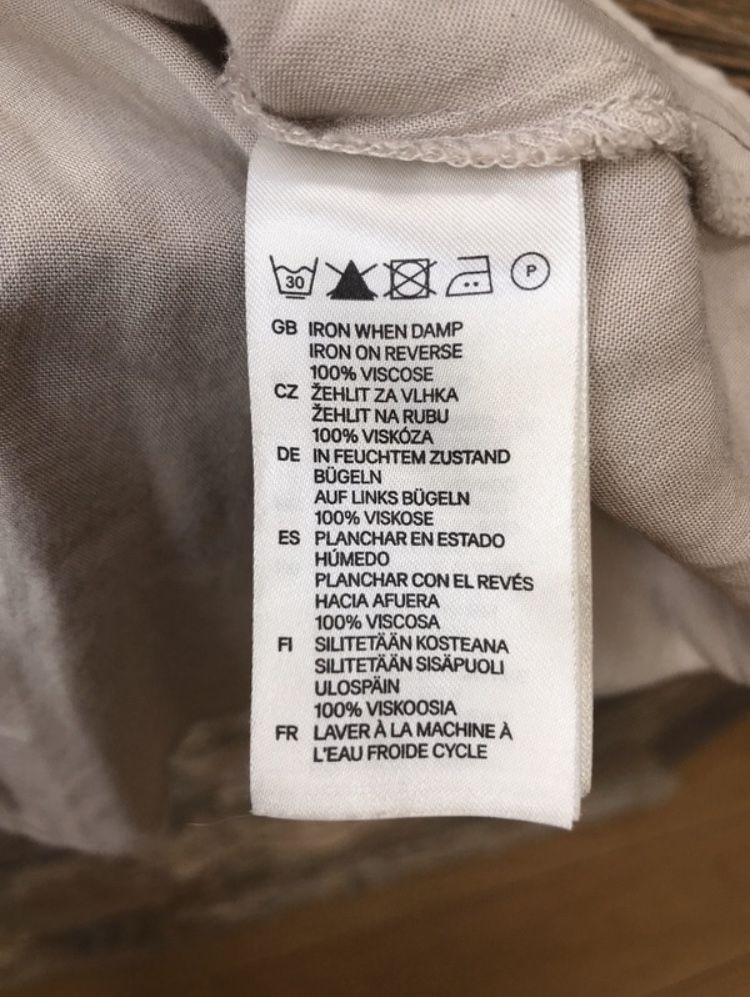 30 P
GB IRON WHEN DAMP
IRON ON REVERSE
100% VISCOSE
CZ ŽEHLIT ZA VLHKA
ŽEHLIT NA RUBU
100% VISKÓZA
DE IN FEUCHTEM ZUSTAND
BÜGELN
AUF LINKS BÜGELN
100% VISKOSE
ES PLANCHAR EN ESTADO
HÚMEDO
PLANCHAR CON EL REVÉS
HACIA AFUERA
100% VISCOSA
FI SILITETÄÄN KOSTEANA
SILITETÄÄN SISÄPUOLI
ULOSPÄIN
100% VISKOOSIA
FR LAVER À LA MACHINE À
L'EAU FROIDE CYCLE